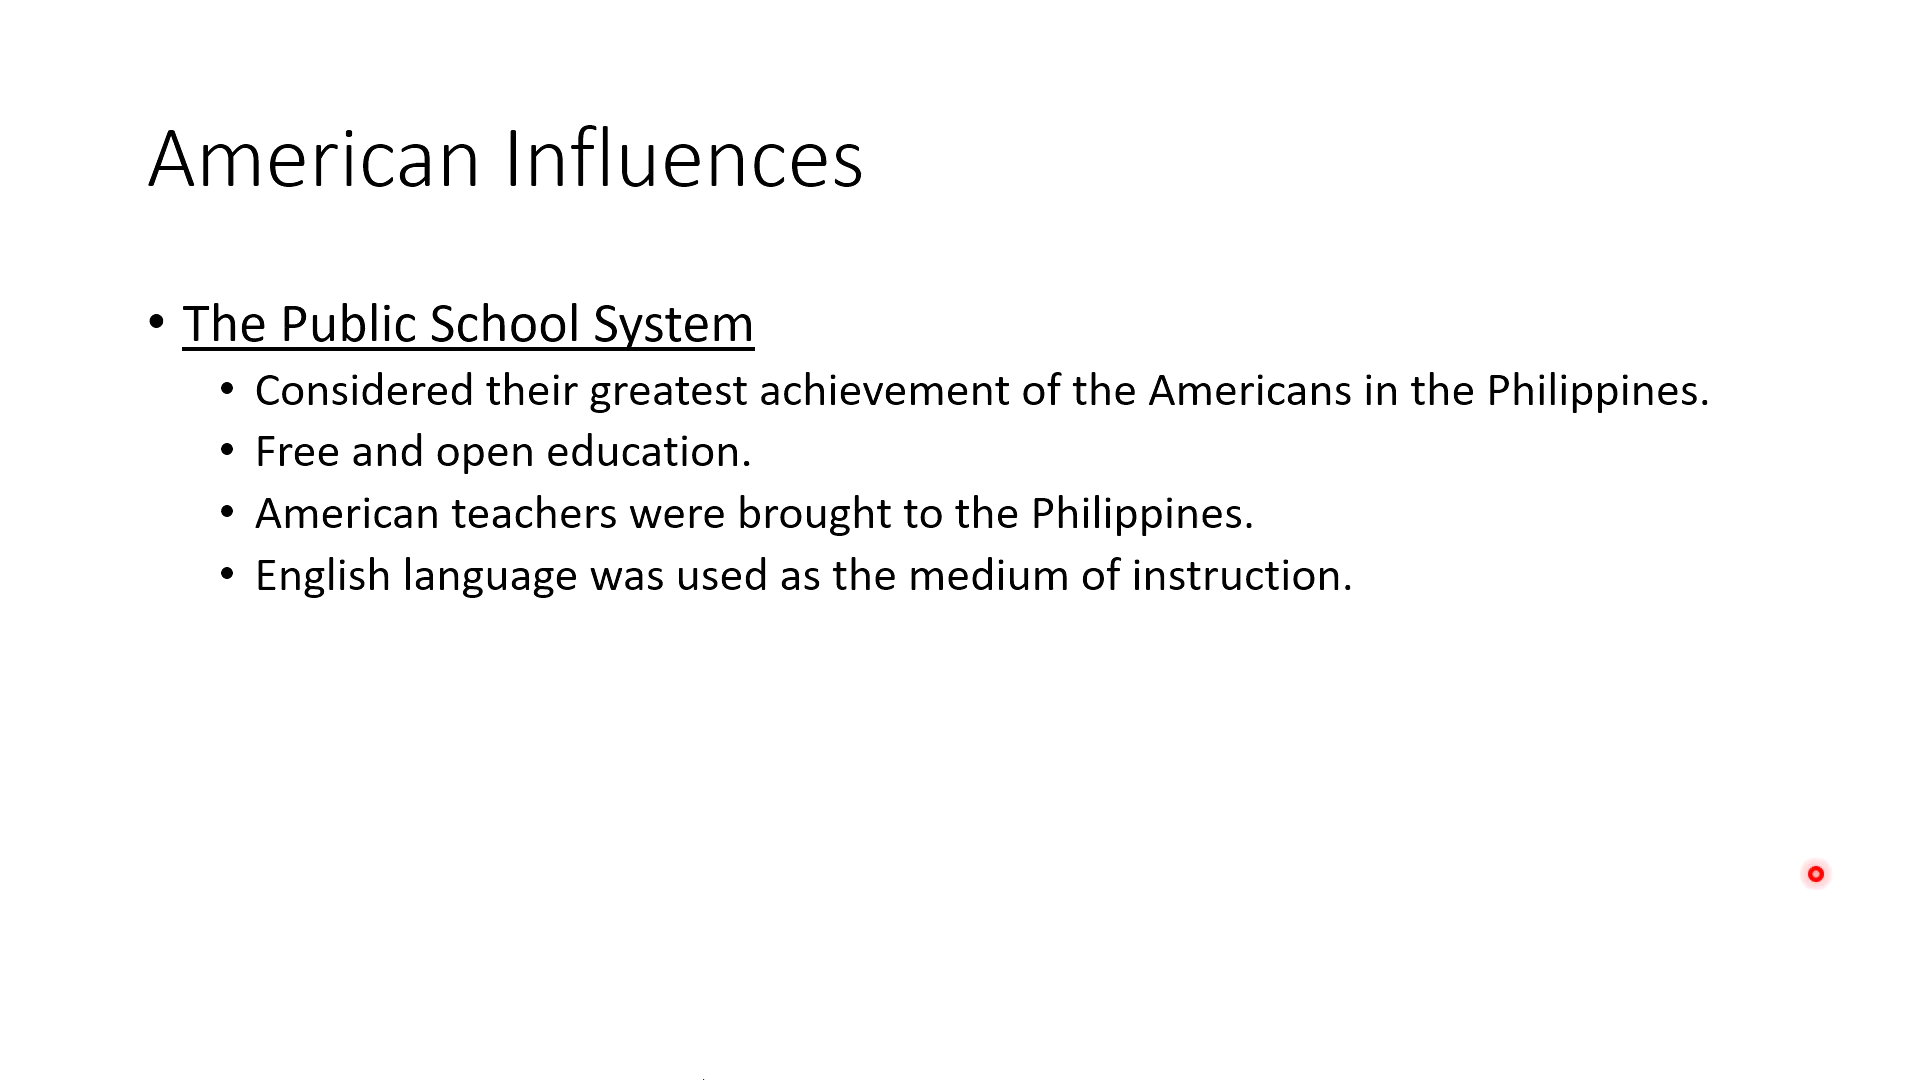 American Influences
• The Public School System
• Considered their greatest achievement of the Americans in the Philippines.
• Free and open education.
• American teachers were brought to the Philippines.
• English language was used as the medium of instruction.